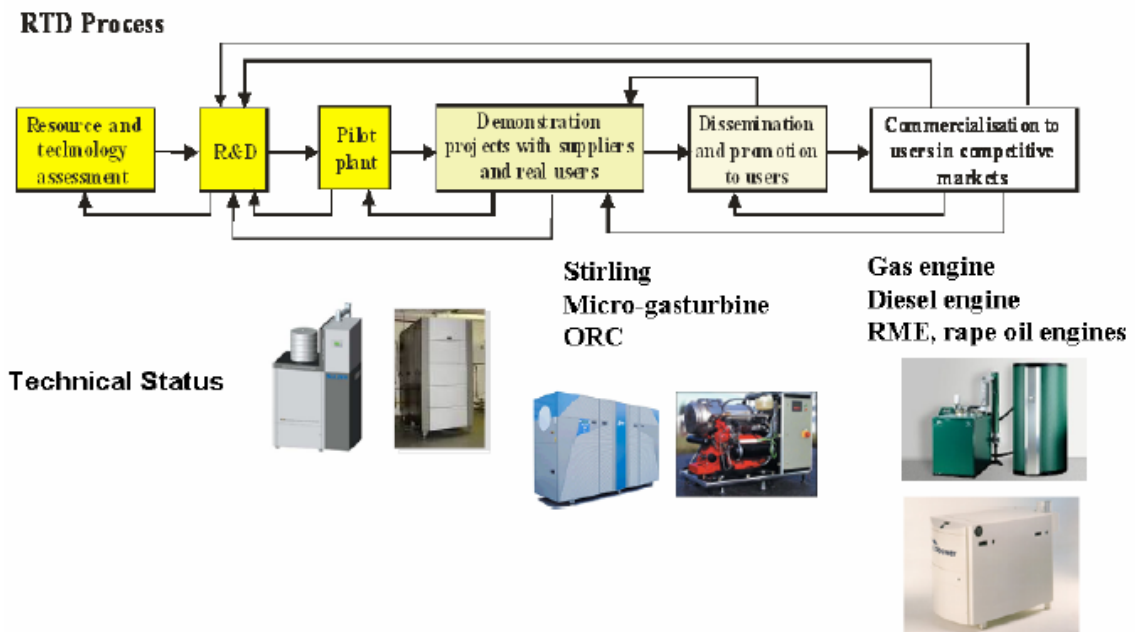 RTD Process
Resource and
technology
assessment
R&D
Pilot
plant
Demonstration
projects with suppliers
and real users
Dissemination
and promotion
to users
Commercialisation to
users in competitive
markets
Stirling
Micro-gasturbine
ORC
Gas engine
Diesel engine
RME, rape oil engines
Technical Status